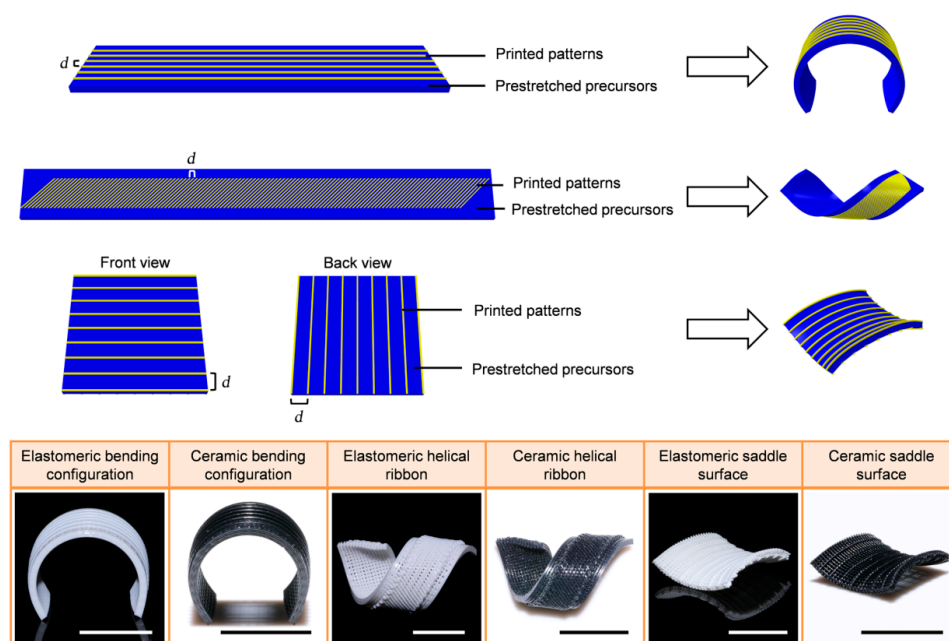 d
Printed patterns
Prestretched precursors
d
Printed patterns
Prestretched precursors
Front view
Back view
Printed patterns
Prestretched precursors
d
d
Elastomeric bending
configuration
Ceramic bending
configuration
Elastomeric helical
ribbon
Ceramic helical
ribbon
Elastomeric saddle
surface
Ceramic saddle
surface